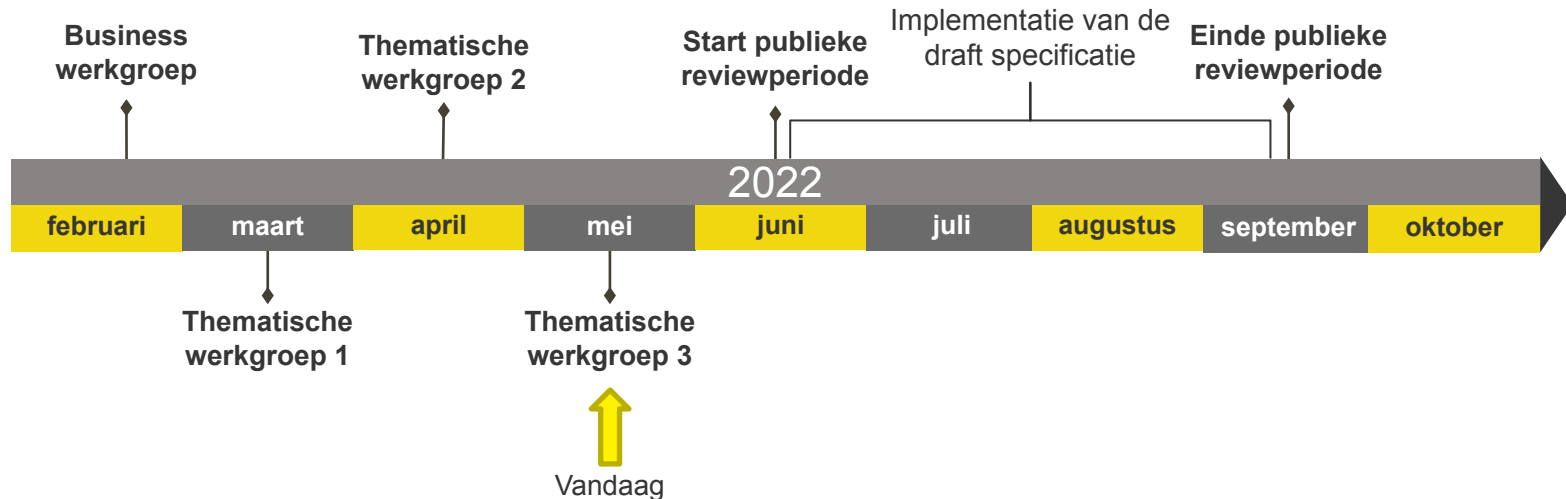 Business
werkgroep
Thematische
werkgroep 2
Start publieke
reviewperiode
Implementatie van de
draft specificatie
Einde publieke
reviewperiode
2022
februari
maart
april
mei
juni
juli
augustus
september
oktober
Thematische
werkgroep 1
Thematische
werkgroep 3
Vandaag